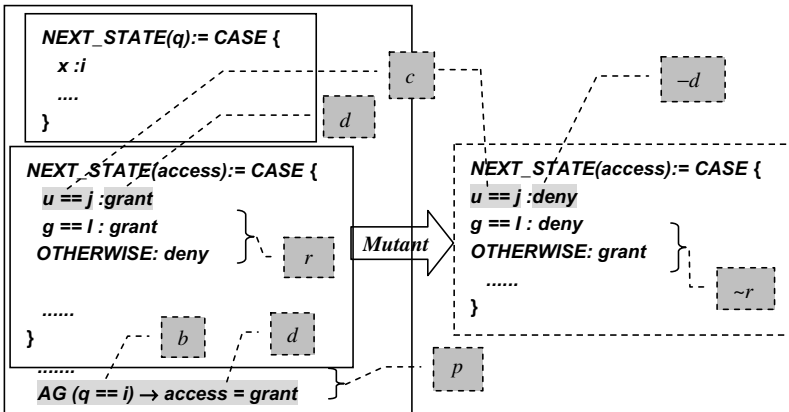 NEXT_STATE(q):= CASE {
x :i
....
}
c
d
–d
NEXT_STATE(access):= CASE {
u == j :grant
g == I : grant
OTHERWISE: deny
r
......
}
b
d
Mutant
NEXT_STATE(access):= CASE {
u == j :deny
g == I : deny
OTHERWISE: grant
......
}
~r
.......
AG (q == i) → access = grant
p